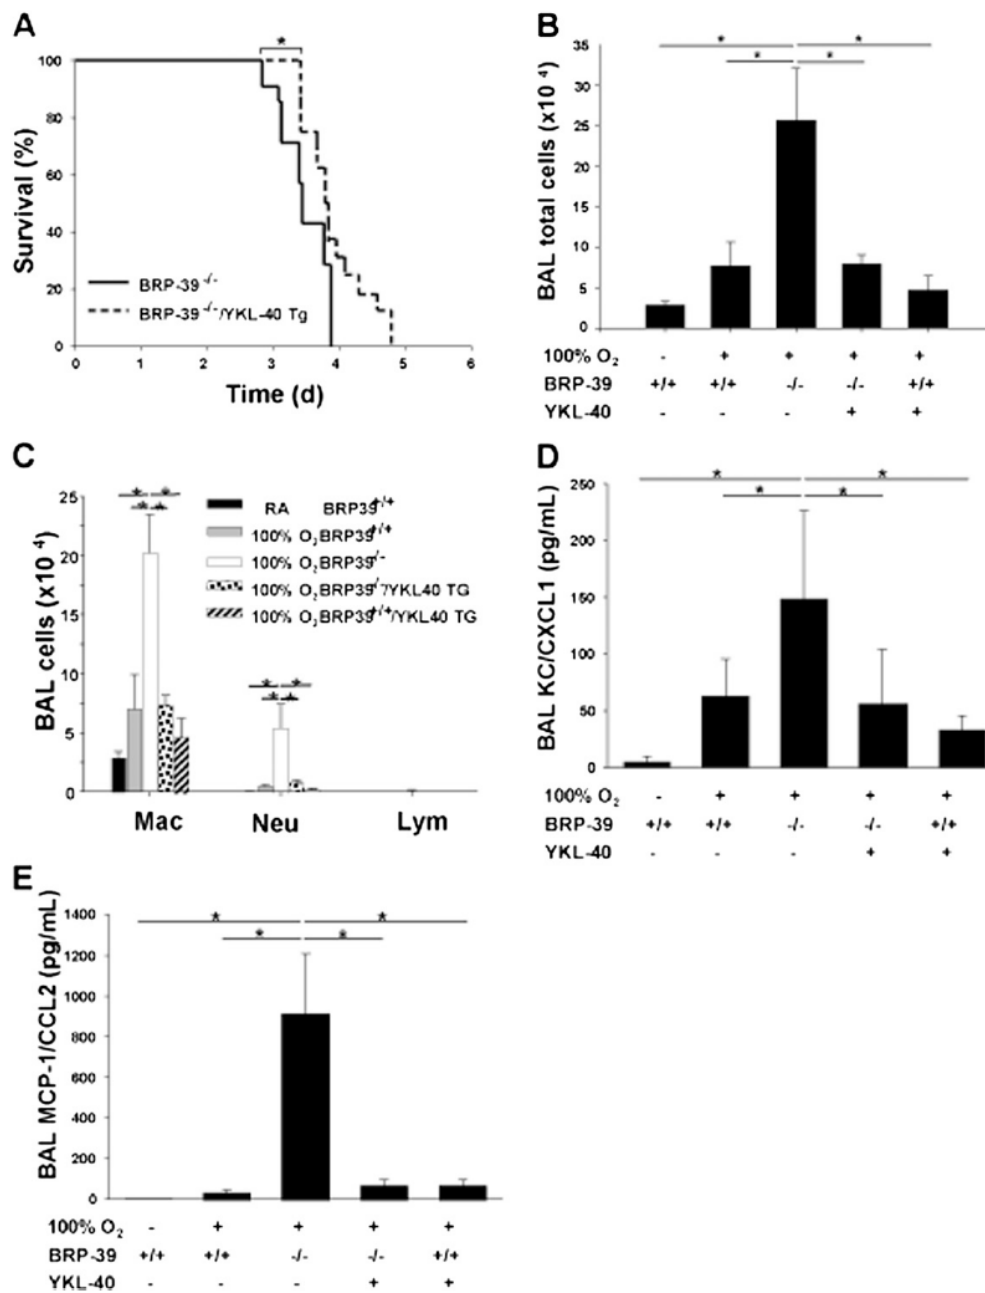 A
*
100
80
60
40
20
0
Survival (%)
BRP-39 -/-
BRP-39 -/-/YKL-40 Tg
0 1 2 3 4 5 6
Time (d)
B
* *
* *
35
30
25
20
15
10
5
0
BAL total cells (x10 4)
100% O2 - + + + +
BRP-39 +/+ +/+ -/- -/- +/+
YKL-40 - - - + +
C
* *
* *
* *
* *
25
20
15
10
5
0
BAL cells (x10 4)
RA BRP39+/+
100% O2BRP39+/+
100% O2BRP39-/-
100% O2BRP39-/-/YKL40 TG
100% O2BRP39+/+/YKL40 TG
Mac Neu Lym
D
* *
* *
250
200
150
100
50
0
BAL KC/CXCL1 (pg/mL)
100% O2 - + + + +
BRP-39 +/+ +/+ -/- -/- +/+
YKL-40 - - - + +
E
* *
* *
1400
1200
1000
800
600
400
200
0
BAL MCP-1/CCL2 (pg/mL)
100% O2 - + + + +
BRP-39 +/+ +/+ -/- -/- +/+
YKL-40 - - - + +